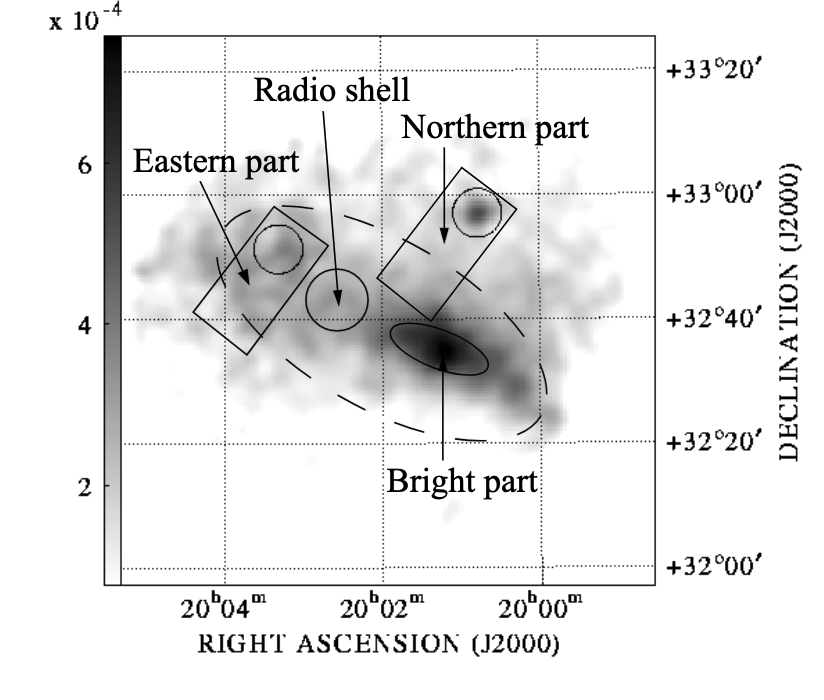 x 10⁻⁴
Radio shell
+33°20′
Northern part
6
Eastern part
+33°00′
4
+32°40′
+32°20′
2
Bright part
+32°00′
DECLINATION (J2000)
20ʰ04ᵐ 20ʰ02ᵐ 20ʰ00ᵐ
RIGHT ASCENSION (J2000)